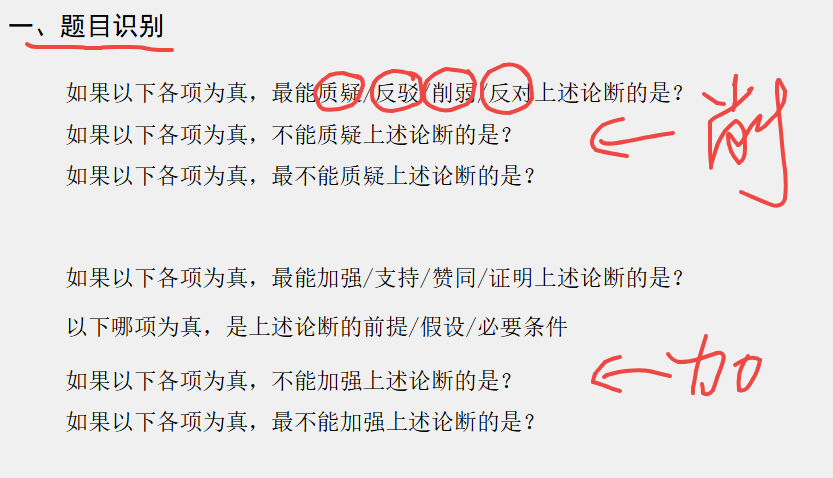 一、题目识别
如果以下各项为真，最能质疑/反驳/削弱/反对上述论断的是？
削
如果以下各项为真，不能质疑上述论断的是？
如果以下各项为真，最不能质疑上述论断的是？
如果以下各项为真，最能加强/支持/赞同/证明上述论断的是？
以下哪项为真，是上述论断的前提/假设/必要条件
如果以下各项为真，不能加强上述论断的是？
加
如果以下各项为真，最不能加强上述论断的是？